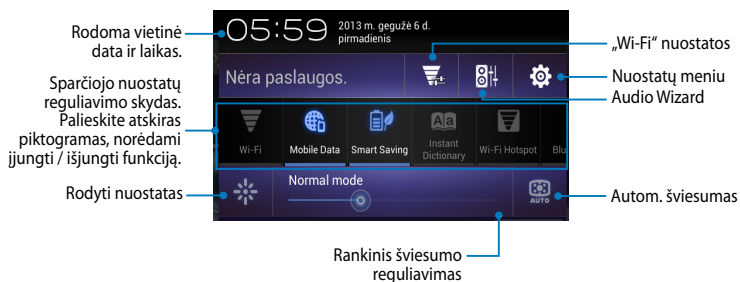 Rodoma vietinė
data ir laikas.
05:59
2013 m. gegužė 6 d.
pirmadienis
„Wi-Fi“ nuostatos
Nėra paslaugos.
Nuostatų meniu
Audio Wizard
Sparčiojo nuostatų
reguliavimo skydas.
Palieskite atskiras
piktogramas, norėdami
įjungti / išjungti funkciją.
Wi-Fi
Mobile Data
Smart Saving
Aa
Instant
Dictionary
Wi-Fi Hotspot
Blu
Rodyti nuostatas
Normal mode
AUTO
Autom. šviesumas
Rankinis šviesumo
reguliavimas